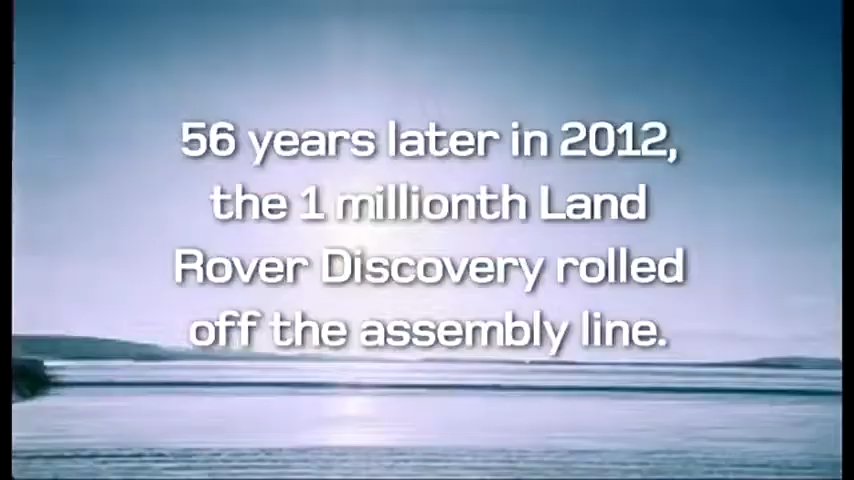 56 years later in 2012,
the 1 millionth Land
Rover Discovery rolled
off the assembly line.